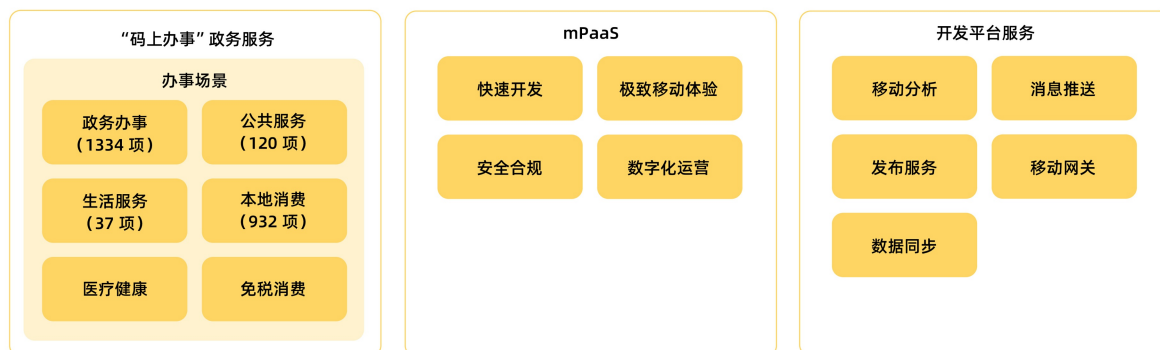 “码上办事”政务服务
办事场景
政务办事
(1334 项)
公共服务
(120 项)
生活服务
(37 项)
本地消费
(932 项)
医疗健康
免税消费
mPaaS
快速开发
极致移动体验
安全合规
数字化运营
开发平台服务
移动分析
消息推送
发布服务
移动网关
数据同步